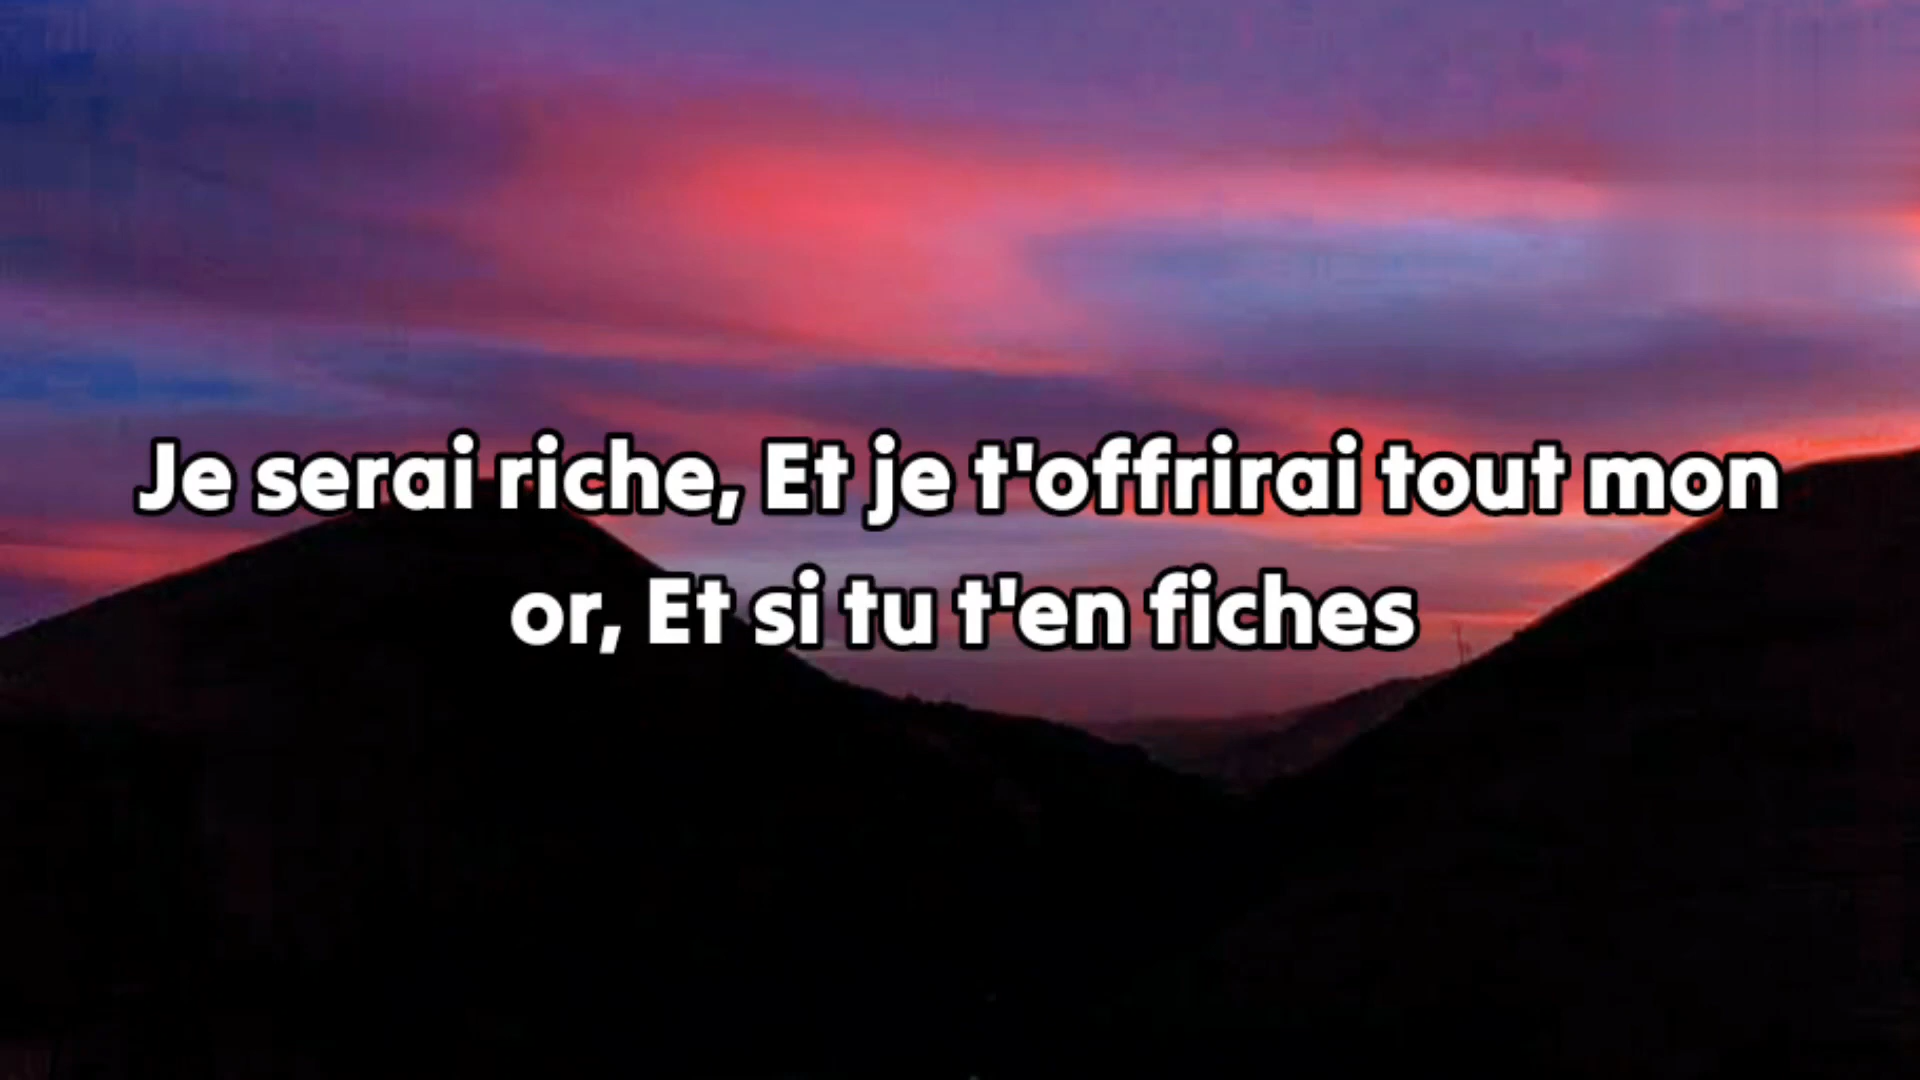 Je serai riche, Et je t'offrirai tout mon
or, Et si tu t'en fiches